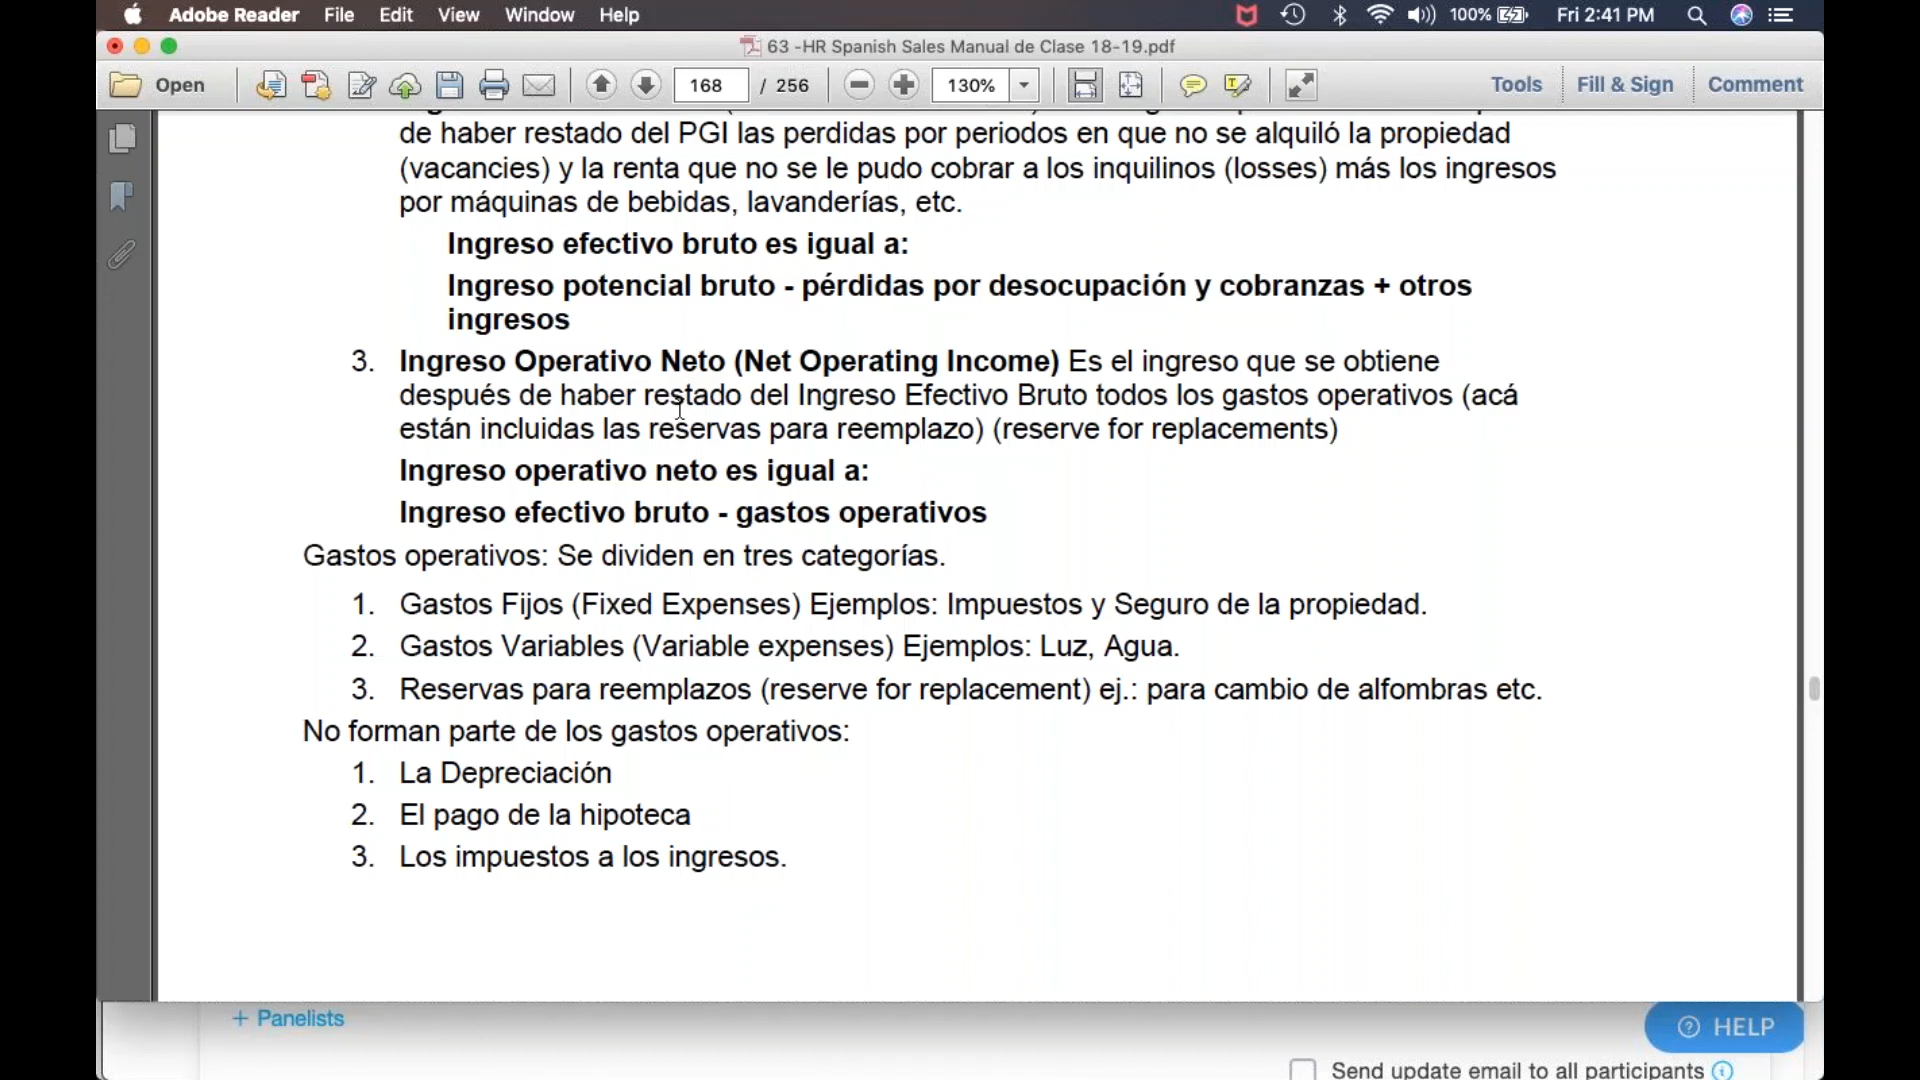 Adobe Reader File Edit View Window Help 100% Fri 2:41 PM
63 -HR Spanish Sales Manual de Clase 18-19.pdf
Open 168 / 256 130% Tools Fill & Sign Comment
de haber restado del PGI las perdidas por periodos en que no se alquiló la propiedad
(vacancies) y la renta que no se le pudo cobrar a los inquilinos (losses) más los ingresos
por máquinas de bebidas, lavanderías, etc.
Ingreso efectivo bruto es igual a:
Ingreso potencial bruto - pérdidas por desocupación y cobranzas + otros
ingresos
3. Ingreso Operativo Neto (Net Operating Income) Es el ingreso que se obtiene
después de haber restado del Ingreso Efectivo Bruto todos los gastos operativos (acá
están incluidas las reservas para reemplazo) (reserve for replacements)
Ingreso operativo neto es igual a:
Ingreso efectivo bruto - gastos operativos
Gastos operativos: Se dividen en tres categorías.
1. Gastos Fijos (Fixed Expenses) Ejemplos: Impuestos y Seguro de la propiedad.
2. Gastos Variables (Variable expenses) Ejemplos: Luz, Agua.
3. Reservas para reemplazos (reserve for replacement) ej.: para cambio de alfombras etc.
No forman parte de los gastos operativos:
1. La Depreciación
2. El pago de la hipoteca
3. Los impuestos a los ingresos.
+ Panelists
HELP
Send update email to all participants